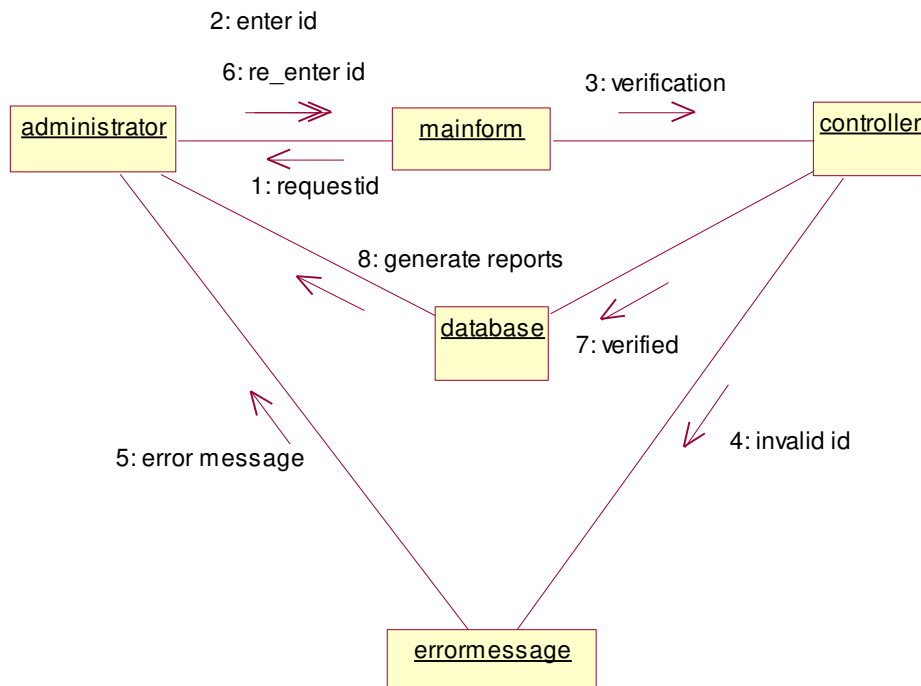 2: enter id
6: re_enter id
3: verification
administrator
mainform
controller
1: requestid
8: generate reports
database
7: verified
5: error message
4: invalid id
errormessage